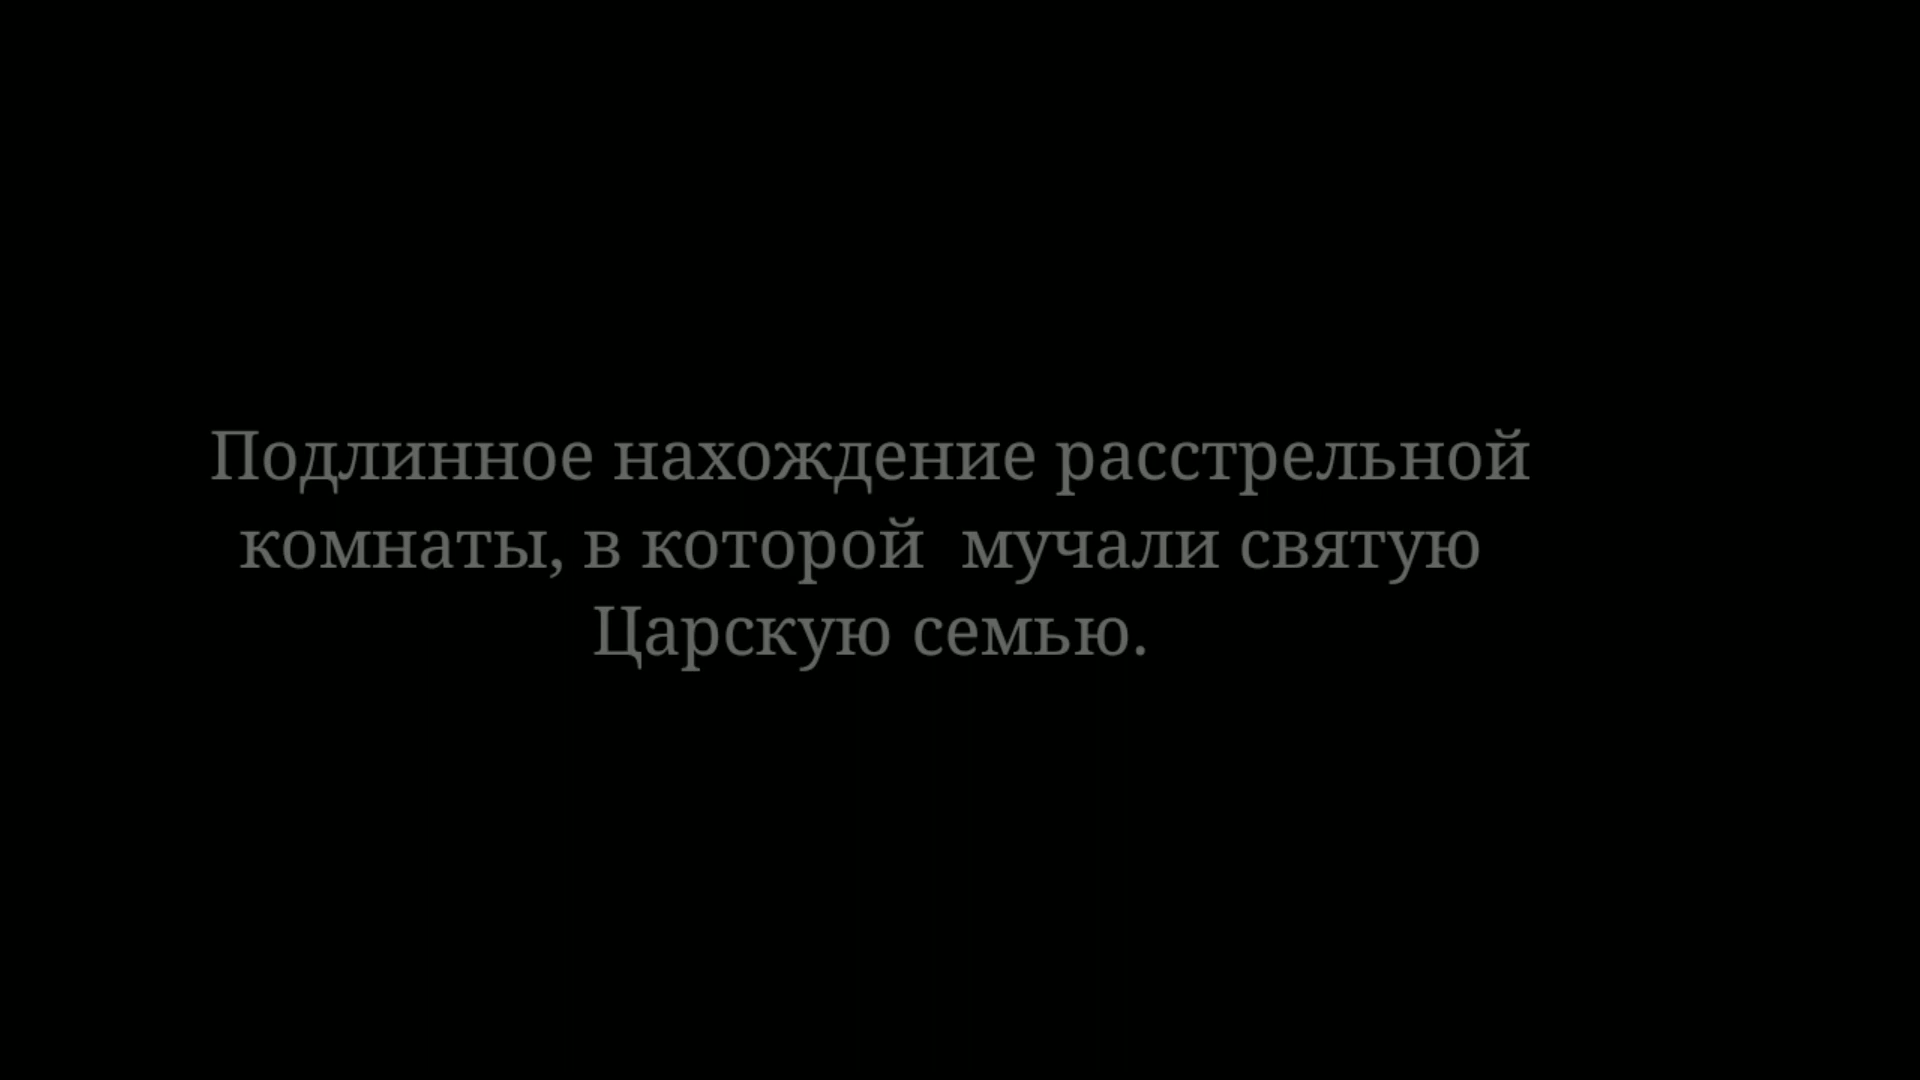 Подлинное нахождение расстрельной
комнаты, в которой  мучали святую
Царскую семью.